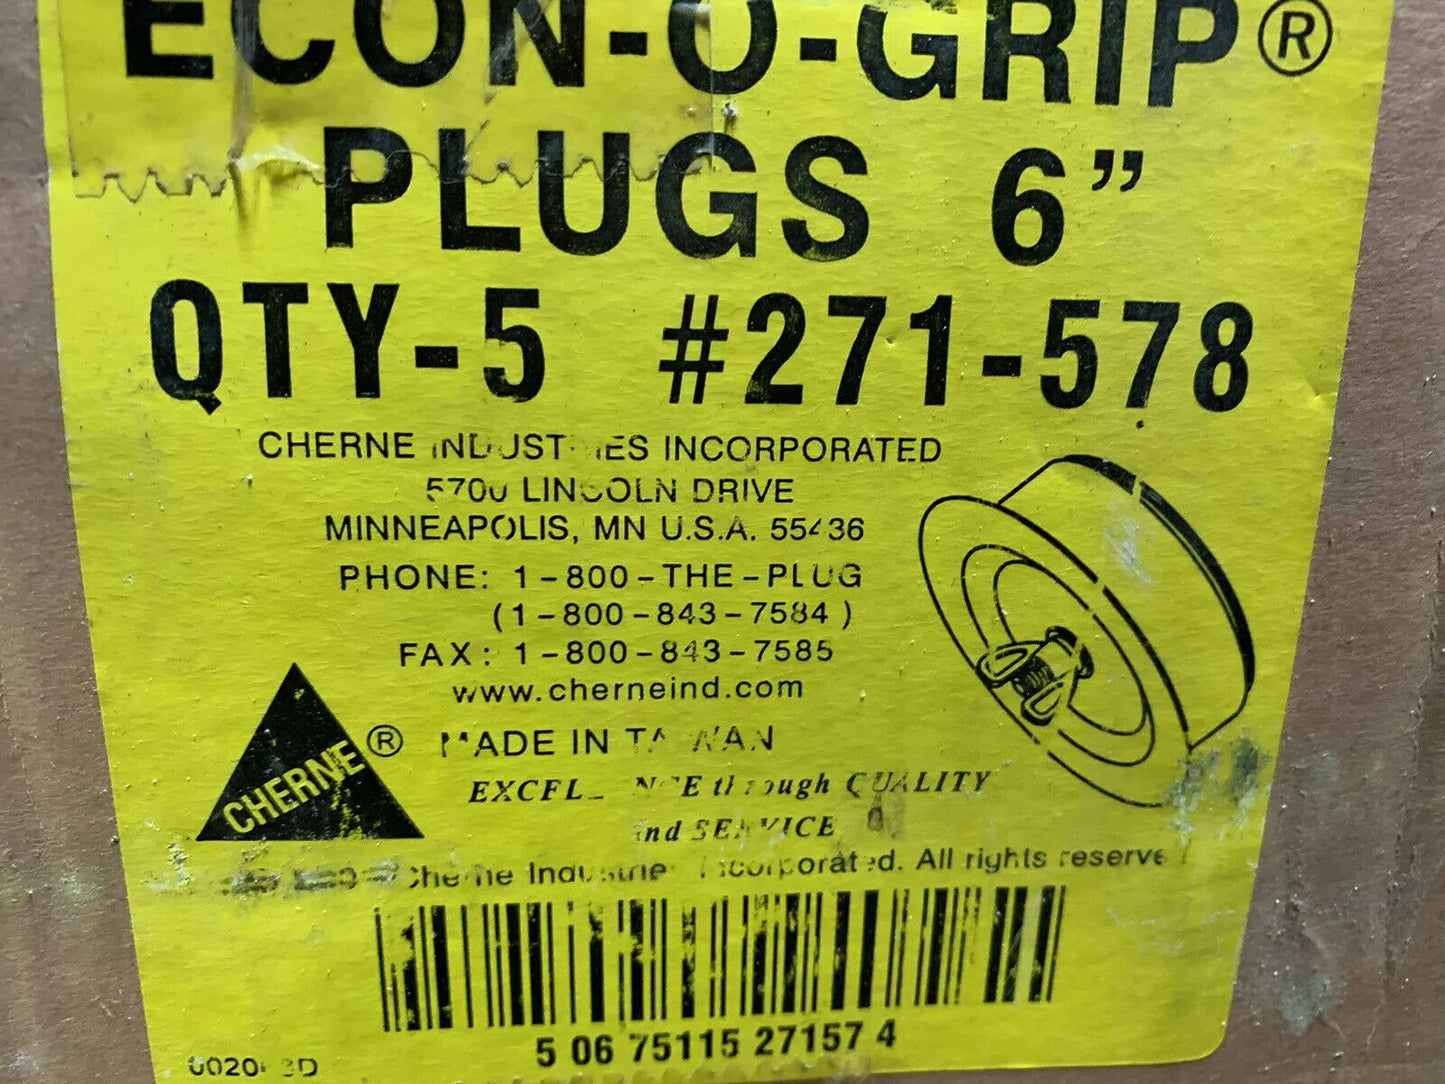 ECON-O-GRIP®
PLUGS 6”
QTY-5 #271-578
CHERNE INDUSTRIES INCORPORATED
5700 LINCOLN DRIVE
MINNEAPOLIS, MN U.S.A. 55436
PHONE: 1-800-THE-PLUG
(1-800-843-7584)
FAX: 1-800-843-7585
www.cherneind.com
CHERNE®
MADE IN TAIWAN
EXCELLENCE through QUALITY
and SERVICE
Cherne Industries Incorporated. All rights reserved.
5 06 75115 27157 4